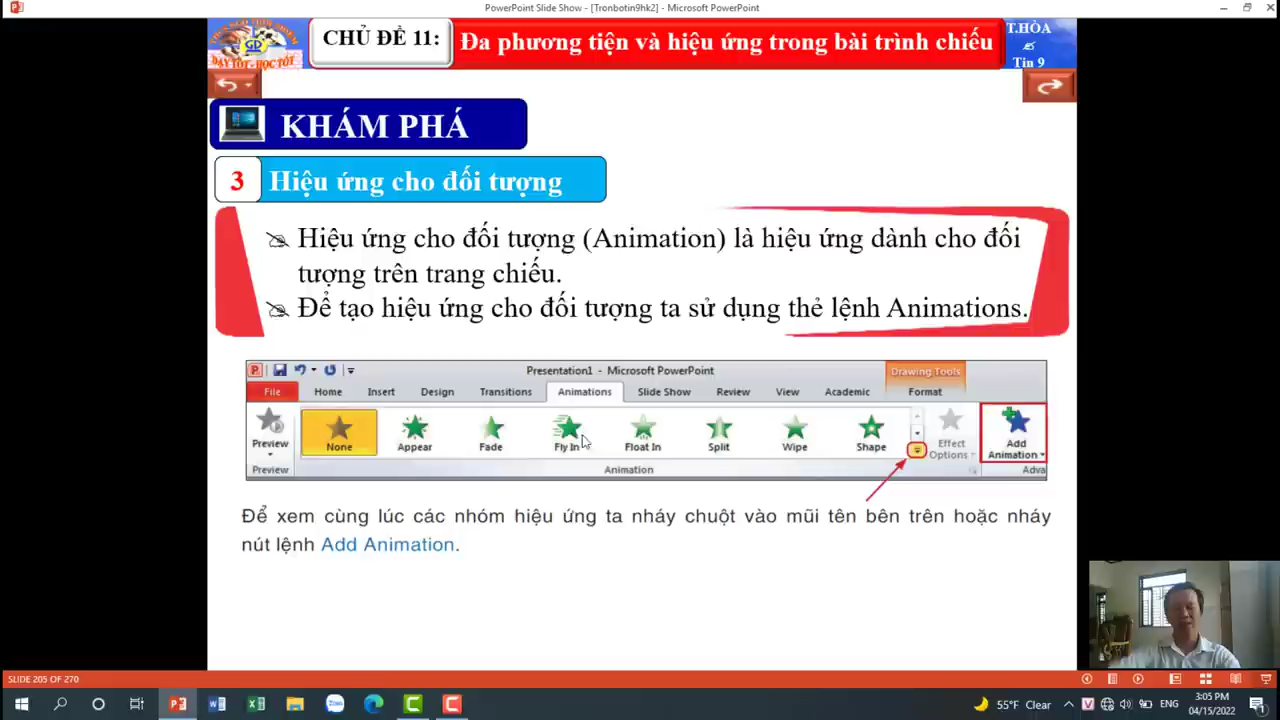 PowerPoint Slide Show - [Tronbotin9hk2] - Microsoft PowerPoint
CHỦ ĐỀ 11:
Đa phương tiện và hiệu ứng trong bài trình chiếu
T.HÒA
Tin 9
DẠY TỐT - HỌC TỐT
KHÁM PHÁ
3
Hiệu ứng cho đối tượng
Hiệu ứng cho đối tượng (Animation) là hiệu ứng dành cho đối
tượng trên trang chiếu.
Để tạo hiệu ứng cho đối tượng ta sử dụng thẻ lệnh Animations.
Presentation1 - Microsoft PowerPoint
Drawing Tools
File Home Insert Design Transitions Animations Slide Show Review View Academic Format
Preview None Appear Fade Fly In Float In Split Wipe Shape Effect Options Add Animation
Preview Animation Adva
Để xem cùng lúc các nhóm hiệu ứng ta nháy chuột vào mũi tên bên trên hoặc nháy
nút lệnh Add Animation.
SLIDE 205 OF 270
55°F Clear
ENG
3:05 PM
04/15/2022